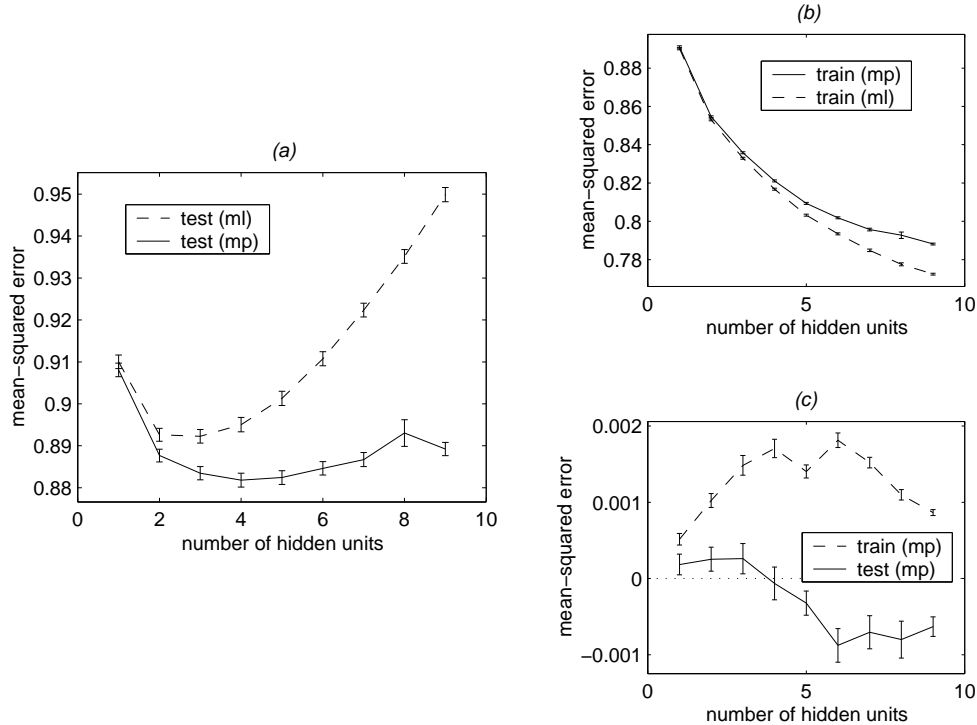 (a)
mean−squared error
0.95
0.94
0.93
0.92
0.91
0.9
0.89
0.88
test (ml)
test (mp)
0 2 4 6 8 10
number of hidden units
(b)
mean−squared error
0.88
0.86
0.84
0.82
0.8
0.78
train (mp)
train (ml)
0 5 10
number of hidden units
(c)
mean−squared error
0.002
0.001
0
−0.001
train (mp)
test (mp)
0 5 10
number of hidden units